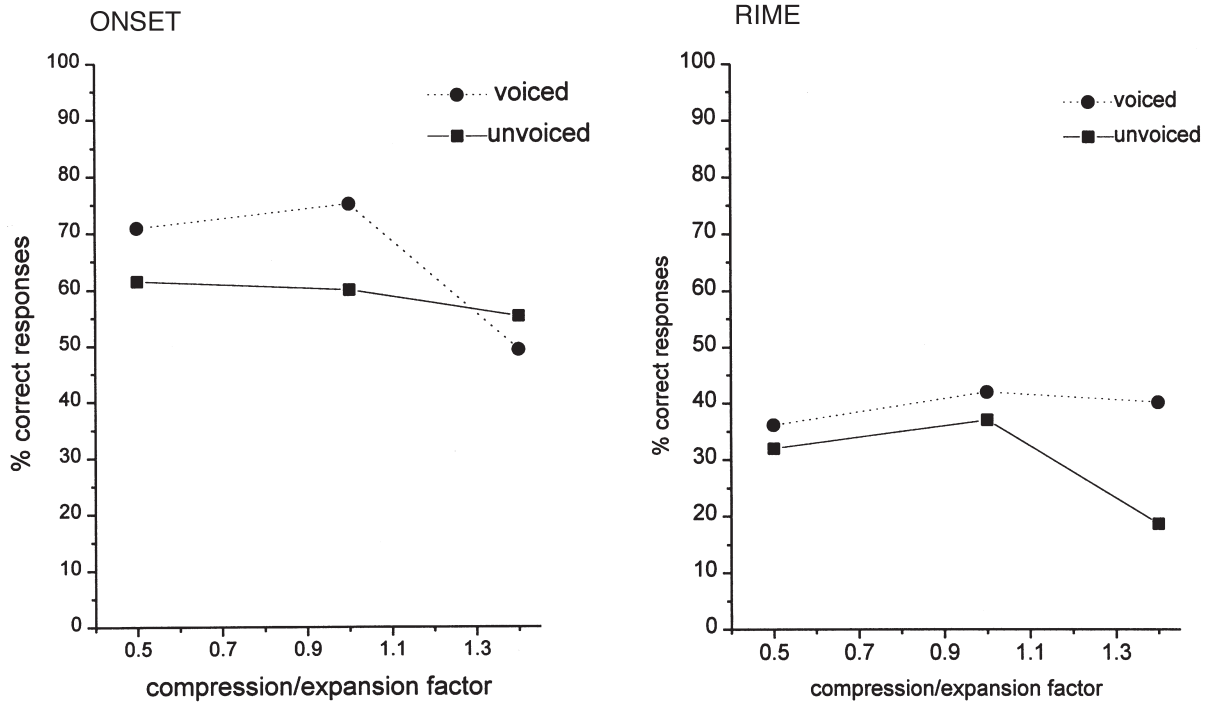 ONSET
100
90
80
70
60
50
40
30
20
10
0
% correct responses
voiced
unvoiced
0.5 0.7 0.9 1.1 1.3
compression/expansion factor
RIME
100
90
80
70
60
50
40
30
20
10
0
% correct responses
voiced
unvoiced
0.5 0.7 0.9 1.1 1.3
compression/expansion factor